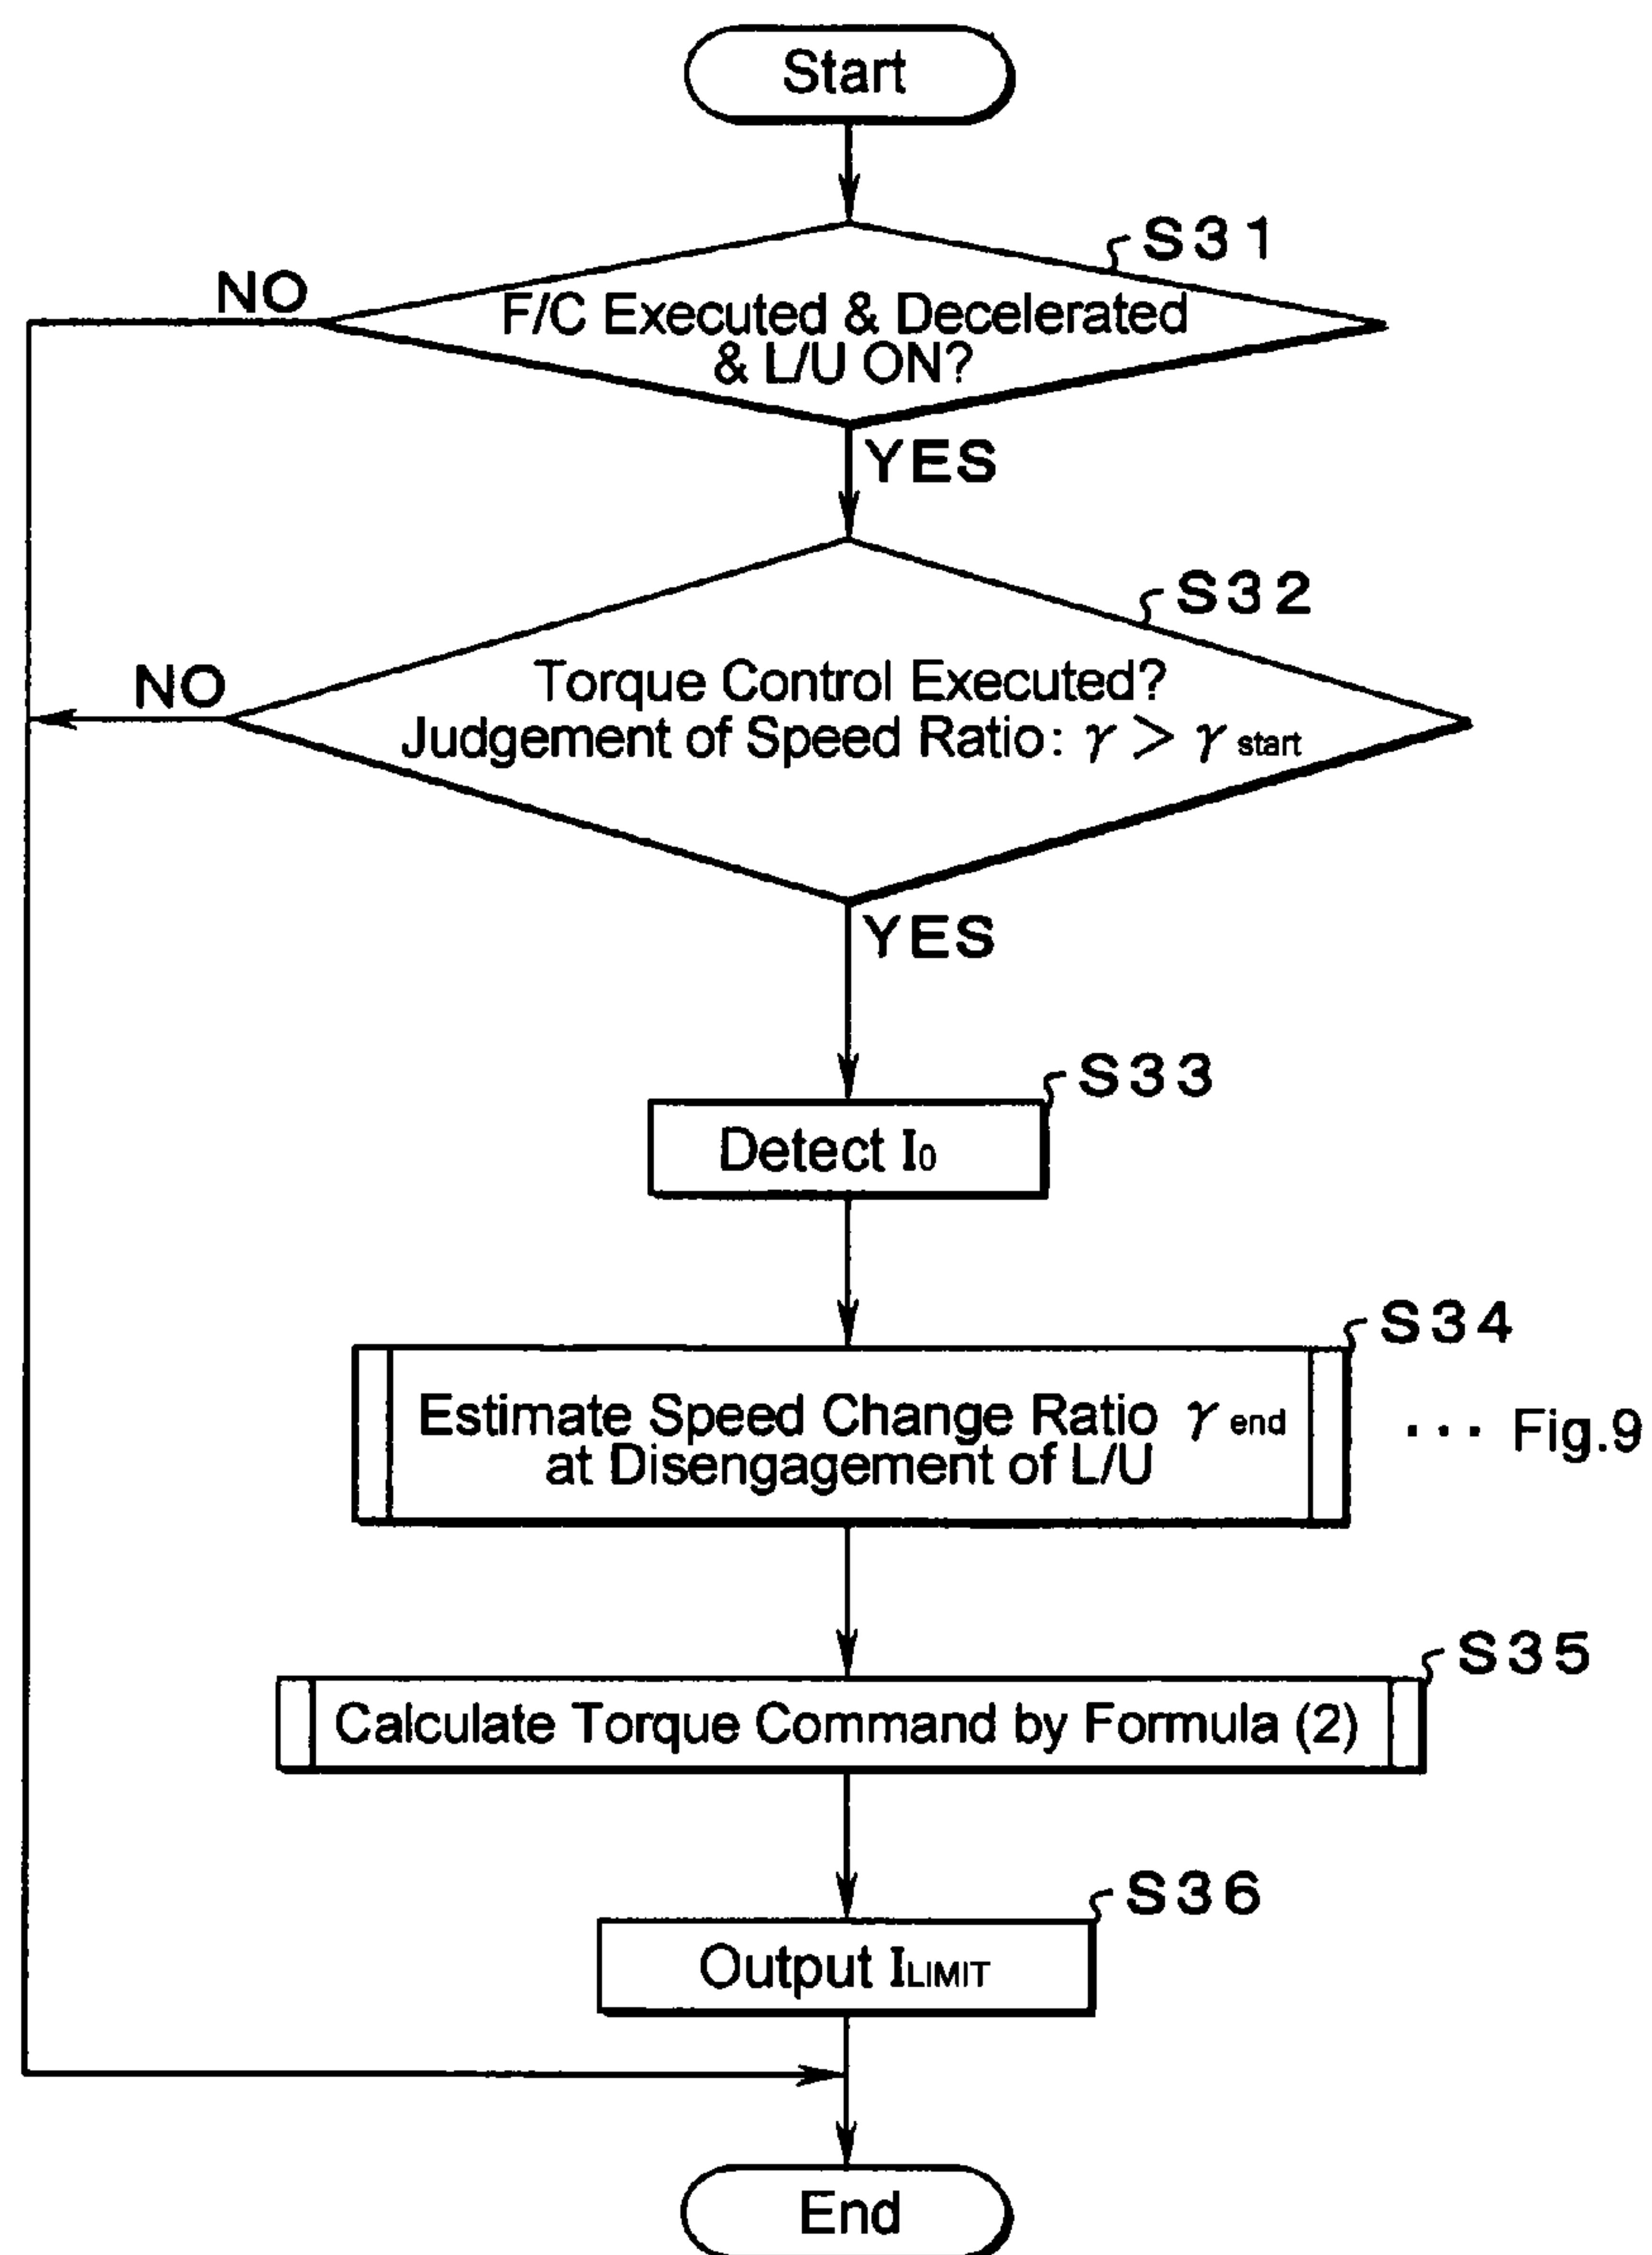 Start
S31
NO
F/C Executed & Decelerated
& L/U ON?
YES
S32
NO
Torque Control Executed?
Judgement of Speed Ratio: γ > γ start
YES
S33
Detect I0
S34
Estimate Speed Change Ratio γ end
at Disengagement of L/U
··· Fig.9
S35
Calculate Torque Command by Formula (2)
S36
Output ILIMIT
End